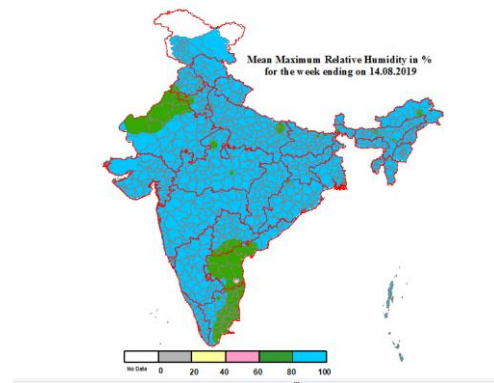 Mean Maximum Relative Humidity in %
for the week ending on 14.08.2019
No Data 0 20 40 60 80 100